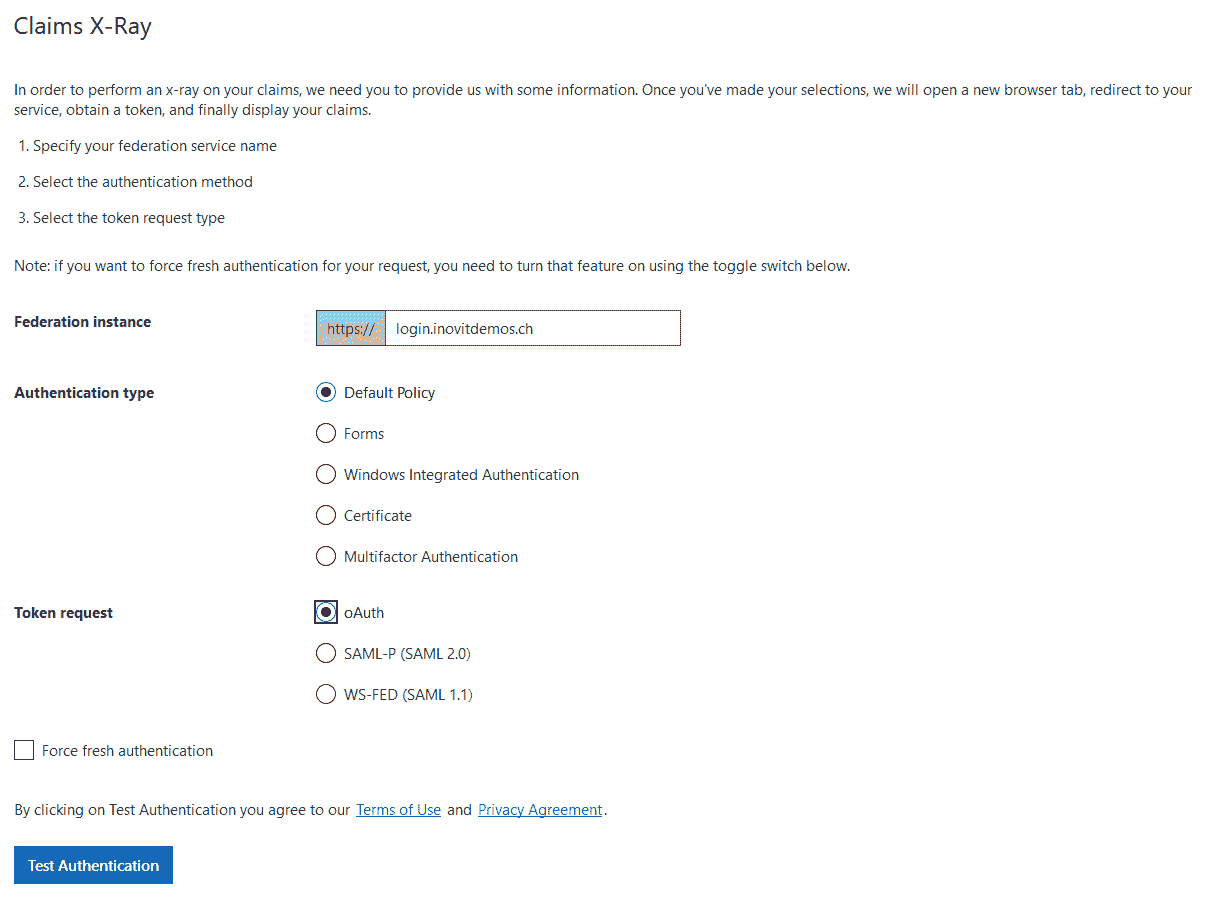 Claims X-Ray
In order to perform an x-ray on your claims, we need you to provide us with some information. Once you've made your selections, we will open a new browser tab, redirect to your
service, obtain a token, and finally display your claims.
1. Specify your federation service name
2. Select the authentication method
3. Select the token request type
Note: if you want to force fresh authentication for your request, you need to turn that feature on using the toggle switch below.
Federation instance https:// login.inovitdemos.ch
Authentication type Default Policy
Forms
Windows Integrated Authentication
Certificate
Multifactor Authentication
Token request oAuth
SAML-P (SAML 2.0)
WS-FED (SAML 1.1)
Force fresh authentication
By clicking on Test Authentication you agree to our Terms of Use and Privacy Agreement.
Test Authentication